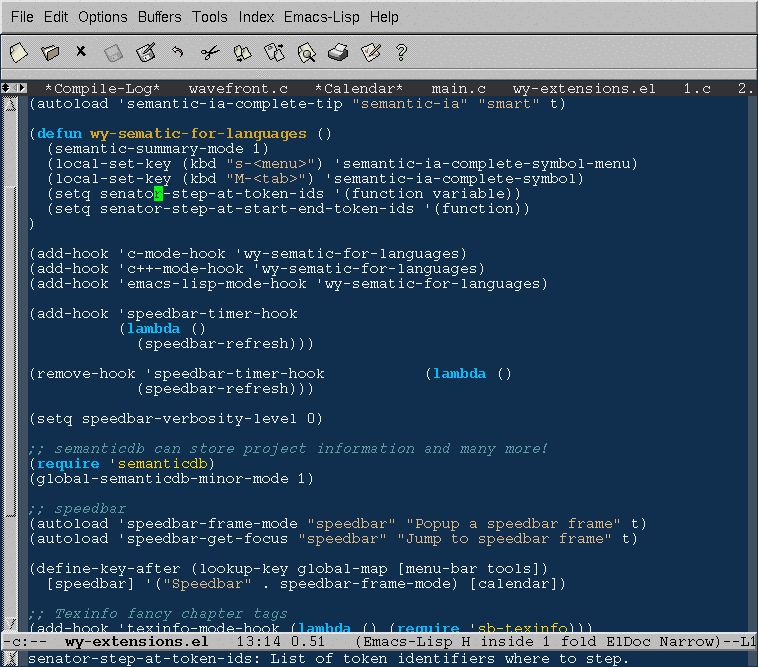 File Edit Options Buffers Tools Index Emacs-Lisp Help
*Compile-Log* wavefront.c *Calendar* main.c wy-extensions.el 1.c 2.
(autoload 'semantic-ia-complete-tip "semantic-ia" "smart" t)
(defun wy-sematic-for-languages ()
(semantic-summary-mode 1)
(local-set-key (kbd "s-<menu>") 'semantic-ia-complete-symbol-menu)
(local-set-key (kbd "M-<tab>") 'semantic-ia-complete-symbol)
(setq senator-step-at-token-ids '(function variable))
(setq senator-step-at-start-end-token-ids '(function))
)
(add-hook 'c-mode-hook 'wy-sematic-for-languages)
(add-hook 'c++-mode-hook 'wy-sematic-for-languages)
(add-hook 'emacs-lisp-mode-hook 'wy-sematic-for-languages)
(add-hook 'speedbar-timer-hook
(lambda ()
(speedbar-refresh)))
(remove-hook 'speedbar-timer-hook (lambda ()
(speedbar-refresh)))
(setq speedbar-verbosity-level 0)
;; semanticdb can store project information and many more!
(require 'semanticdb)
(global-semanticdb-minor-mode 1)
;; speedbar
(autoload 'speedbar-frame-mode "speedbar" "Popup a speedbar frame" t)
(autoload 'speedbar-get-focus "speedbar" "Jump to speedbar frame" t)
(define-key-after (lookup-key global-map [menu-bar tools])
[speedbar] '("Speedbar" . speedbar-frame-mode) [calendar])
;; Texinfo fancy chapter tags
(add-hook 'texinfo-mode-hook (lambda () (require 'sb-texinfo)))
-c:-- wy-extensions.el 13:14 0.51 (Emacs-Lisp H inside 1 fold ElDoc Narrow)--L1
senator-step-at-token-ids: List of token identifiers where to step.